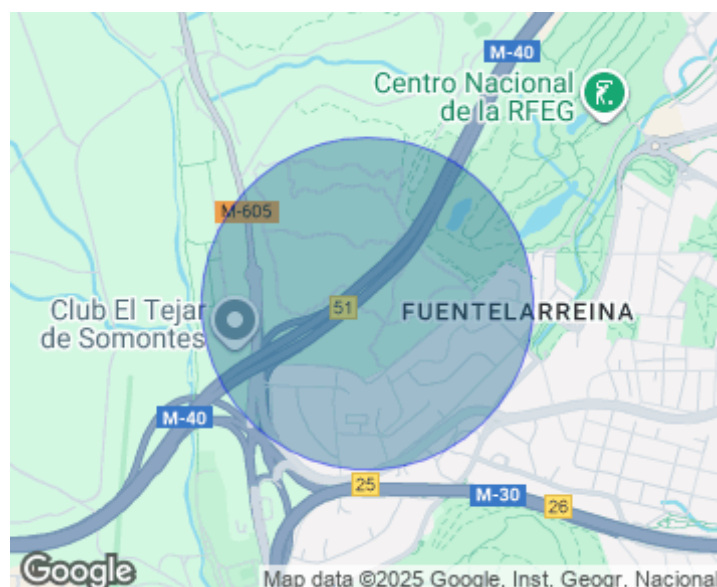 M-40
Centro Nacional
de la RFEG
M-605
51
Club El Tejar
de Somontes
FUENTELARREINA
M-40
25
M-30
26
Google
Map data ©2025 Google, Inst. Geogr. Nacional